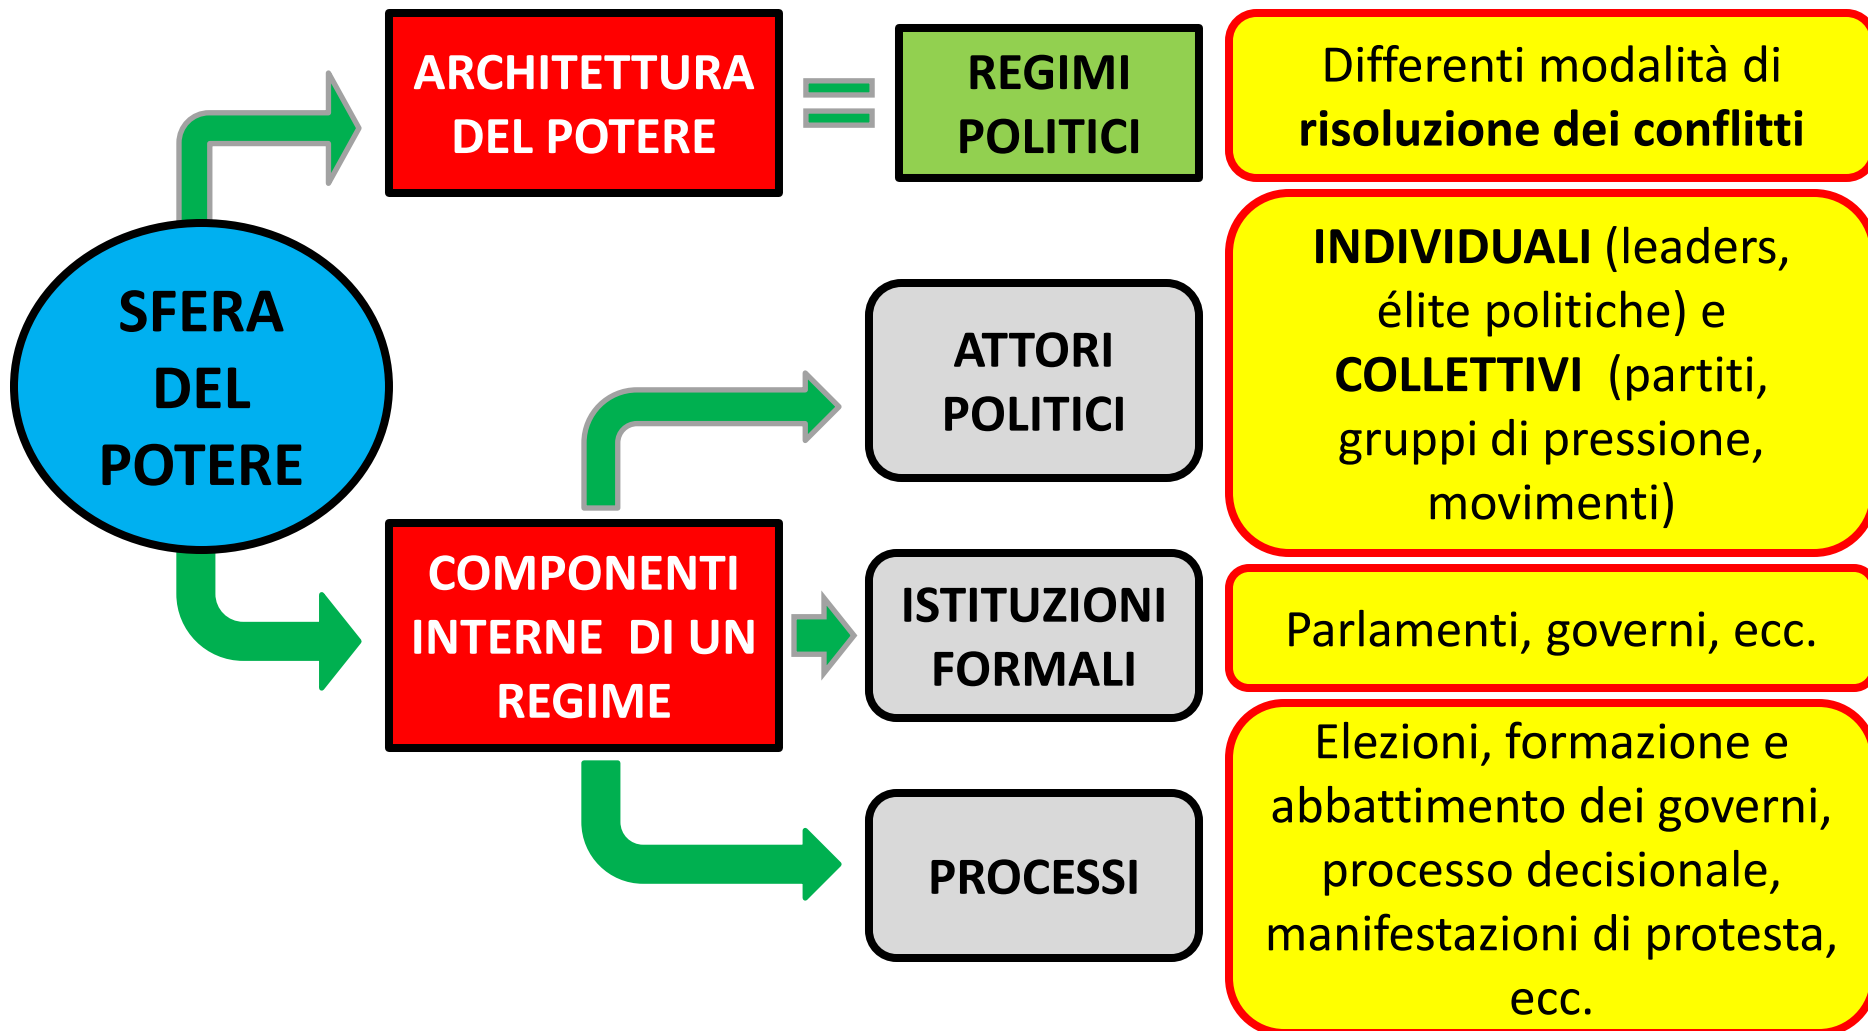 SFERA
DEL
POTERE
ARCHITETTURA
DEL POTERE
REGIMI
POLITICI
Differenti modalità di
risoluzione dei conflitti
COMPONENTI
INTERNE  DI UN
REGIME
ATTORI
POLITICI
INDIVIDUALI (leaders,
élite politiche) e
COLLETTIVI  (partiti,
gruppi di pressione,
movimenti)
ISTITUZIONI
FORMALI
Parlamenti, governi, ecc.
PROCESSI
Elezioni, formazione e
abbattimento dei governi,
processo decisionale,
manifestazioni di protesta,
ecc.